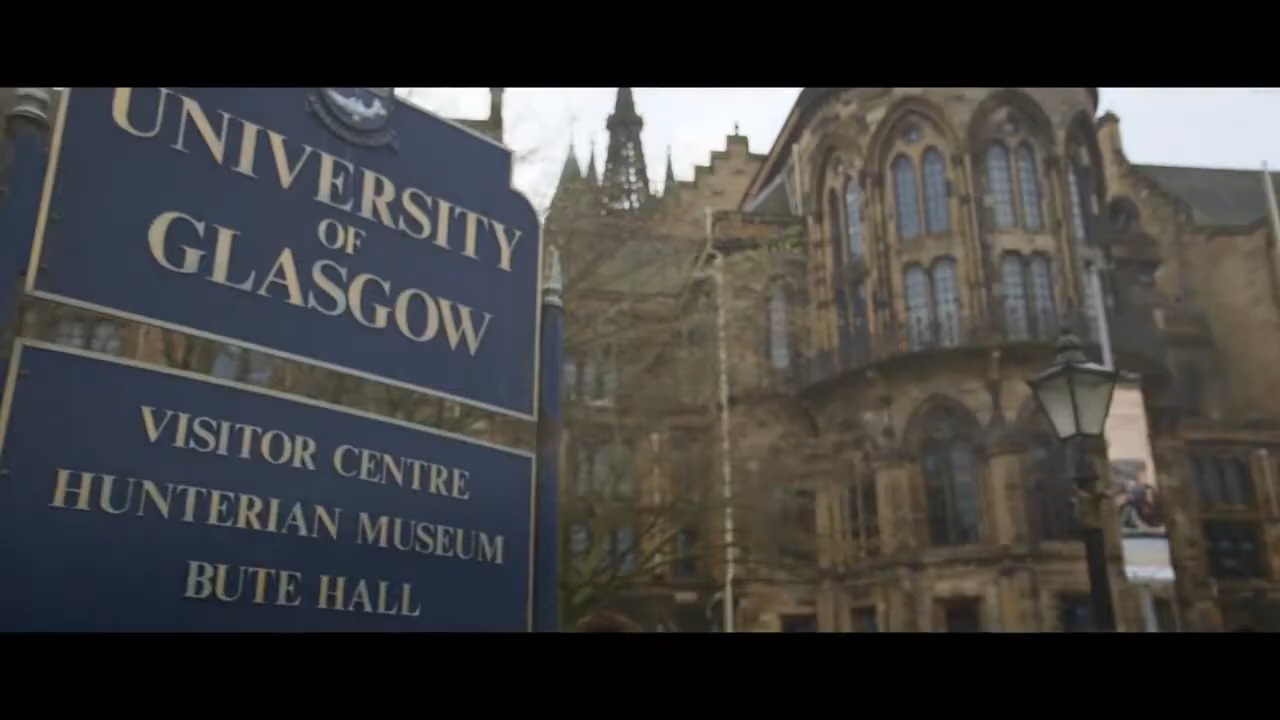 UNIVERSITY
OF
GLASGOW
VISITOR CENTRE
HUNTERIAN MUSEUM
BUTE HALL